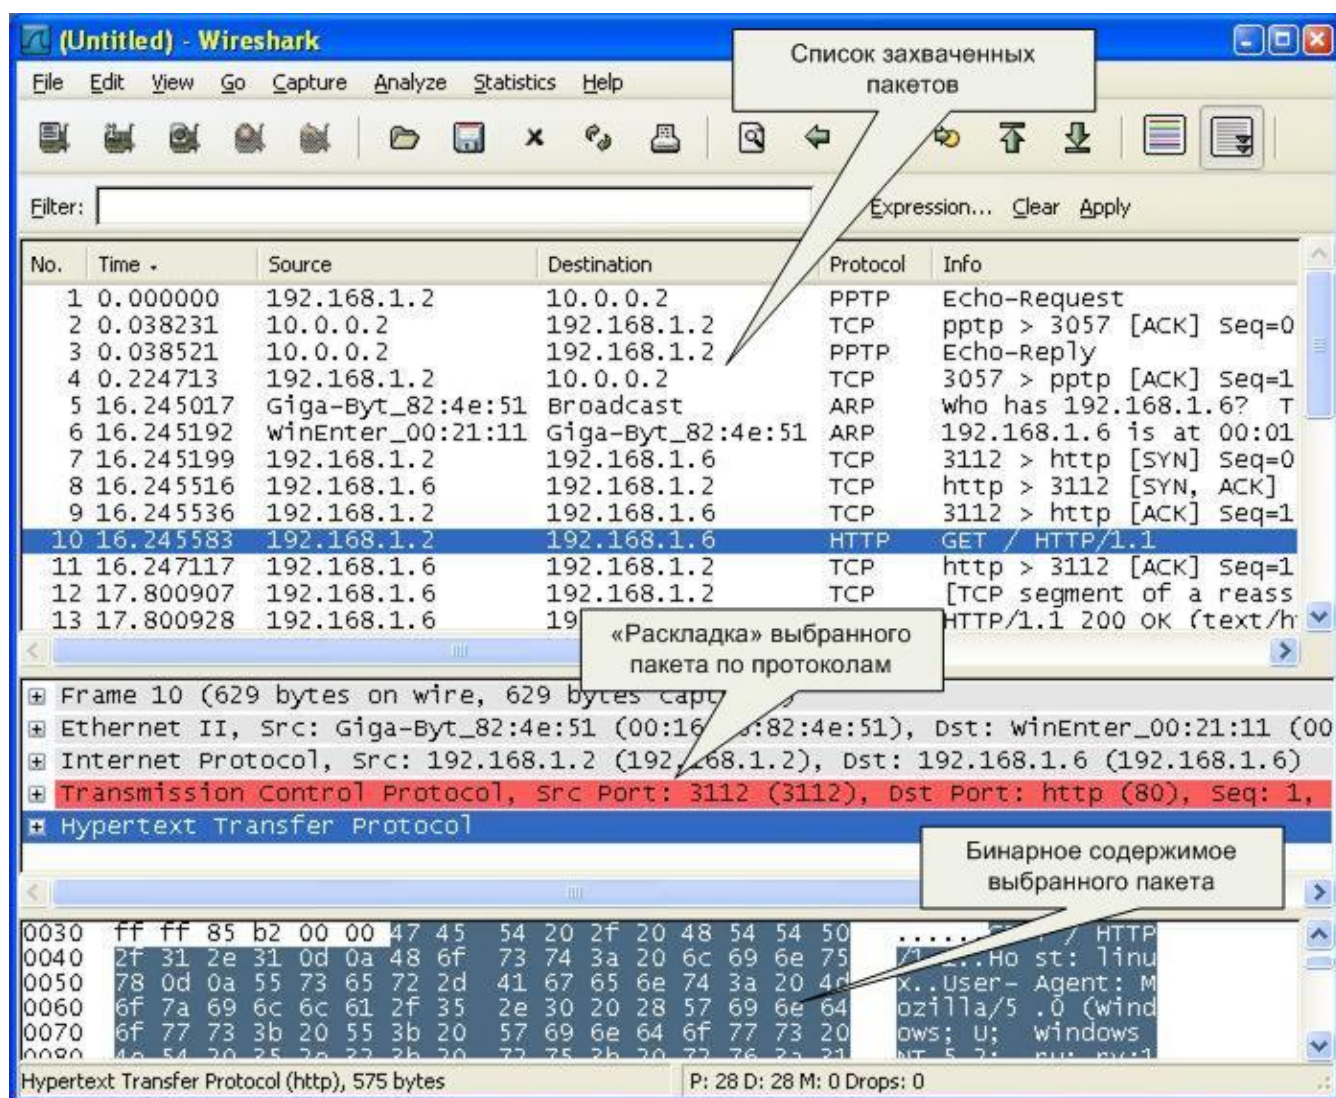 (Untitled) - Wireshark
File Edit View Go Capture Analyze Statistics Help
Список захваченных
пакетов
Filter: Expression... Clear Apply
No. Time Source Destination Protocol Info
1 0.000000 192.168.1.2 10.0.0.2 PPTP Echo-Request
2 0.038231 10.0.0.2 192.168.1.2 TCP pptp > 3057 [ACK] Seq=0
3 0.038521 10.0.0.2 192.168.1.2 PPTP Echo-Reply
4 0.224713 192.168.1.2 10.0.0.2 TCP 3057 > pptp [ACK] Seq=1
5 16.245017 Giga-Byt_82:4e:51 Broadcast ARP Who has 192.168.1.6? T
6 16.245192 WinEnter_00:21:11 Giga-Byt_82:4e:51 ARP 192.168.1.6 is at 00:01
7 16.245199 192.168.1.2 192.168.1.6 TCP 3112 > http [SYN] Seq=0
8 16.245516 192.168.1.6 192.168.1.2 TCP http > 3112 [SYN, ACK]
9 16.245536 192.168.1.2 192.168.1.6 TCP 3112 > http [ACK] Seq=1
10 16.245583 192.168.1.2 192.168.1.6 HTTP GET / HTTP/1.1
11 16.247117 192.168.1.6 192.168.1.2 TCP http > 3112 [ACK] Seq=1
12 17.800907 192.168.1.6 192.168.1.2 TCP [TCP segment of a reass
13 17.800928 192.168.1.6 19 HTTP/1.1 200 OK (text/h
«Раскладка» выбранного
пакета по протоколам
Frame 10 (629 bytes on wire, 629 bytes capt
Ethernet II, Src: Giga-Byt_82:4e:51 (00:16 :82:4e:51), Dst: WinEnter_00:21:11 (00
Internet Protocol, Src: 192.168.1.2 (192.168.1.2), Dst: 192.168.1.6 (192.168.1.6)
Transmission Control Protocol, Src Port: 3112 (3112), Dst Port: http (80), Seq: 1,
Hypertext Transfer Protocol
Бинарное содержимое
выбранного пакета
0030 ff ff 85 b2 00 00 47 45 54 20 2f 20 48 54 54 50 ...... / HTTP
0040 2f 31 2e 31 0d 0a 48 6f 73 74 3a 20 6c 69 6e 75 /1.1..Ho st: linu
0050 78 0d 0a 55 73 65 72 2d 41 67 65 6e 74 3a 20 4d x..User- Agent: M
0060 6f 7a 69 6c 6c 61 2f 35 2e 30 20 28 57 69 6e 64 ozilla/5 .0 (Wind
0070 6f 77 73 3b 20 55 3b 20 57 69 6e 64 6f 77 73 20 ows; U; Windows
Hypertext Transfer Protocol (http), 575 bytes P: 28 D: 28 M: 0 Drops: 0